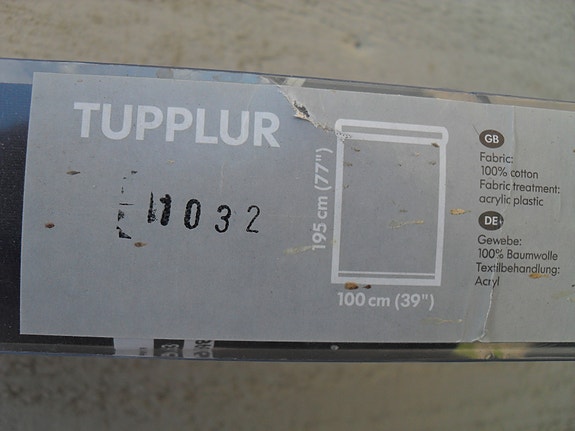 TUPPLUR
1032
195 cm (77")
100 cm (39")
GB
Fabric:
100% cotton
Fabric treatment:
acrylic plastic
DE
Gewebe:
100% Baumwolle
Textilbehandlung:
Acryl